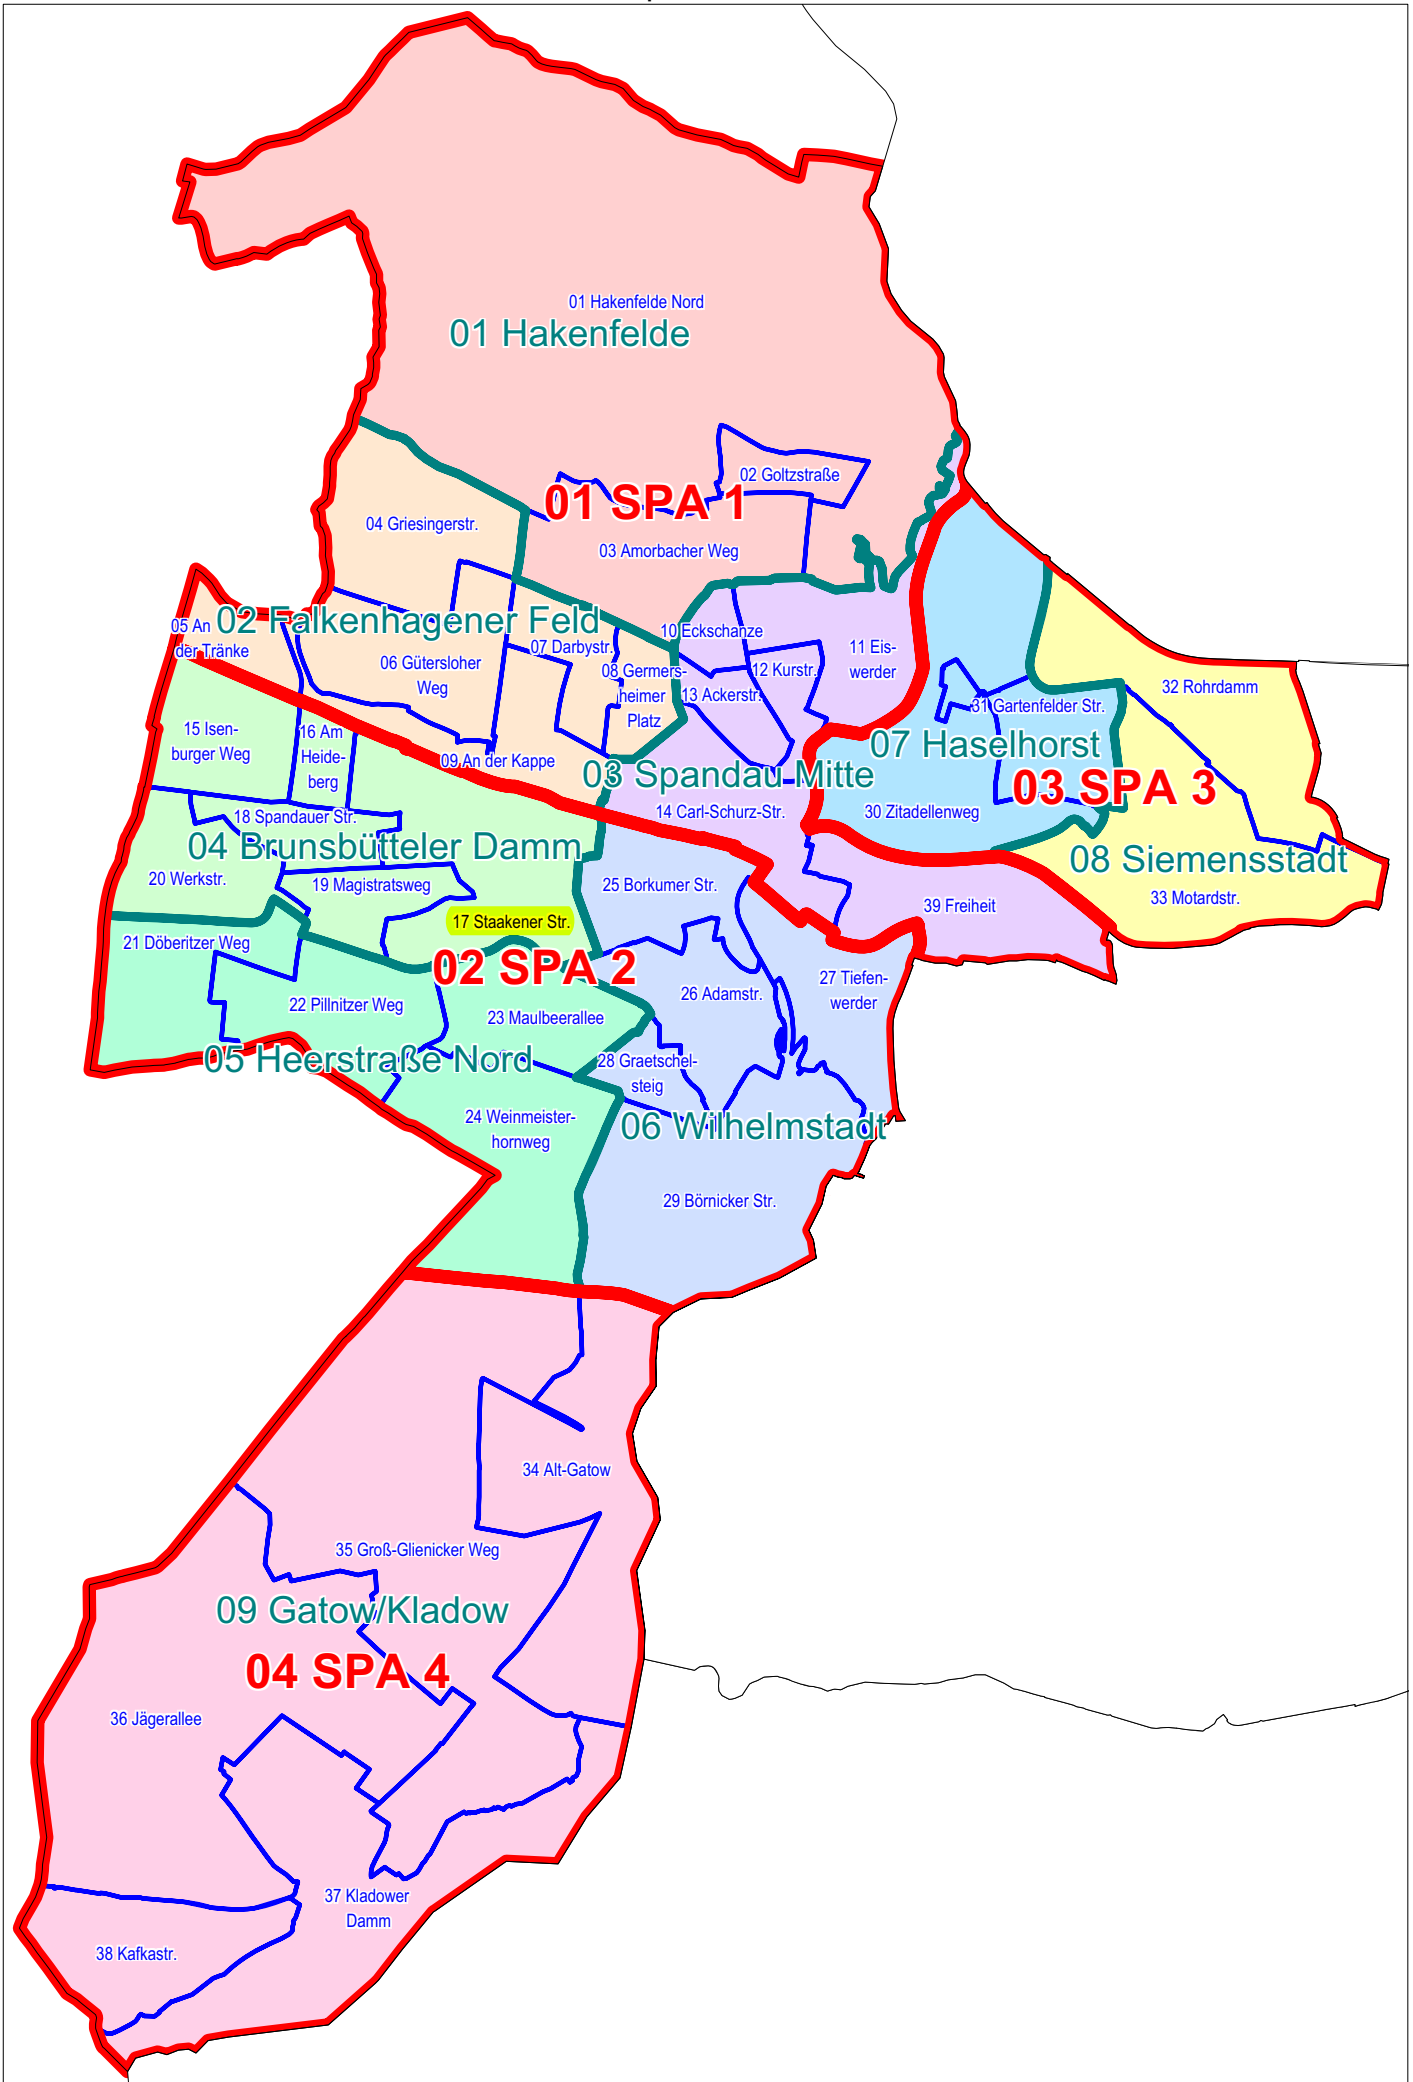 01 Hakenfelde Nord
01 Hakenfelde
02 Goltzstraße
01 SPA 1
04 Griesingerstr.
03 Amorbacher Weg
02 Falkenhagener Feld
05 An
der Tränke
06 Gütersloher
Weg
07 Darbystr.
08 Germers-
heimer
Platz
09 An der Kappe
10 Eckschanze
11 Eis-
werder
12 Kurstr.
13 Ackerstr.
03 Spandau Mitte
14 Carl-Schurz-Str.
32 Rohrdamm
31 Gartenfelder Str.
07 Haselhorst
03 SPA 3
30 Zitadellenweg
08 Siemensstadt
33 Motardstr.
39 Freiheit
15 Isen-
burger Weg
16 Am
Heide-
berg
18 Spandauer Str.
04 Brunsbütteler Damm
20 Werkstr.
19 Magistratsweg
17 Staakener Str.
25 Borkumer Str.
21 Döberitzer Weg
02 SPA 2
22 Pillnitzer Weg
23 Maulbeerallee
26 Adamstr.
27 Tiefen-
werder
05 Heerstraße Nord
28 Graetschel-
steig
24 Weinmeister-
hornweg
06 Wilhelmstadt
29 Börnicker Str.
34 Alt-Gatow
35 Groß-Glienicker Weg
09 Gatow/Kladow
04 SPA 4
36 Jägerallee
37 Kladower
Damm
38 Kafkastr.